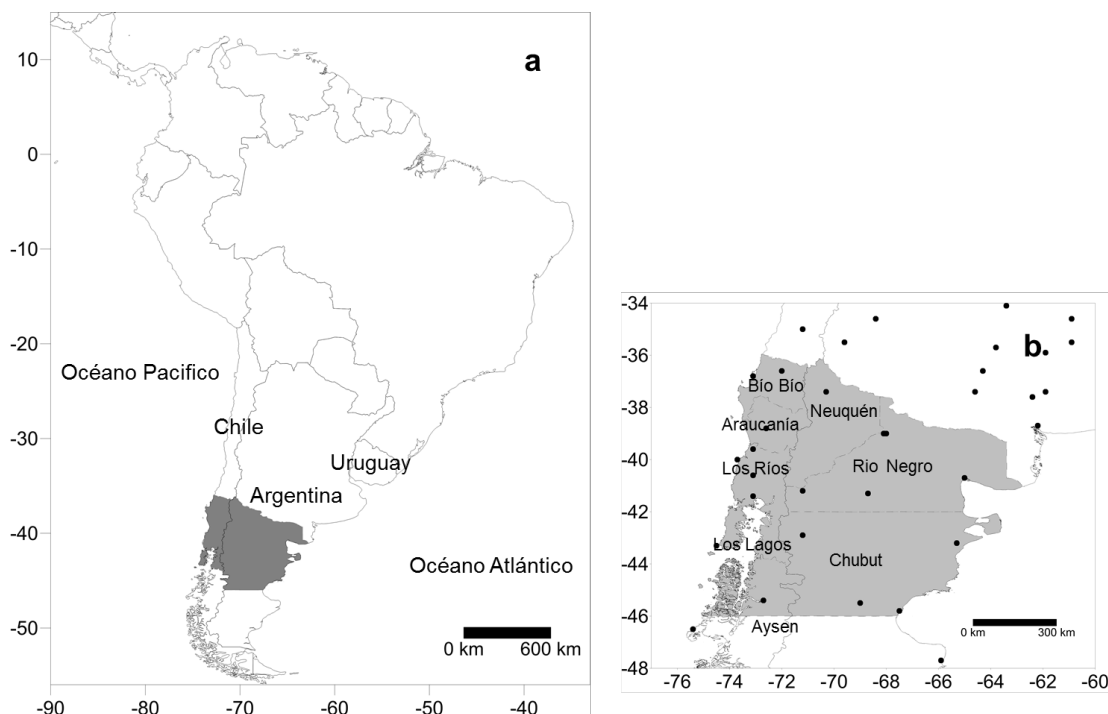 a
10
0
-10
-20
Océano Pacifico
Chile
-30
Uruguay
Argentina
-40
Océano Atlántico
-50
0 km 600 km
-90 -80 -70 -60 -50 -40
-34
b
-36
Bío Bío
Neuquén
-38
Araucanía
-40
Los Ríos
Rio Negro
-42
Los Lagos
Chubut
-44
-46
Aysen
0 km 300 km
-48
-76 -74 -72 -70 -68 -66 -64 -62 -60